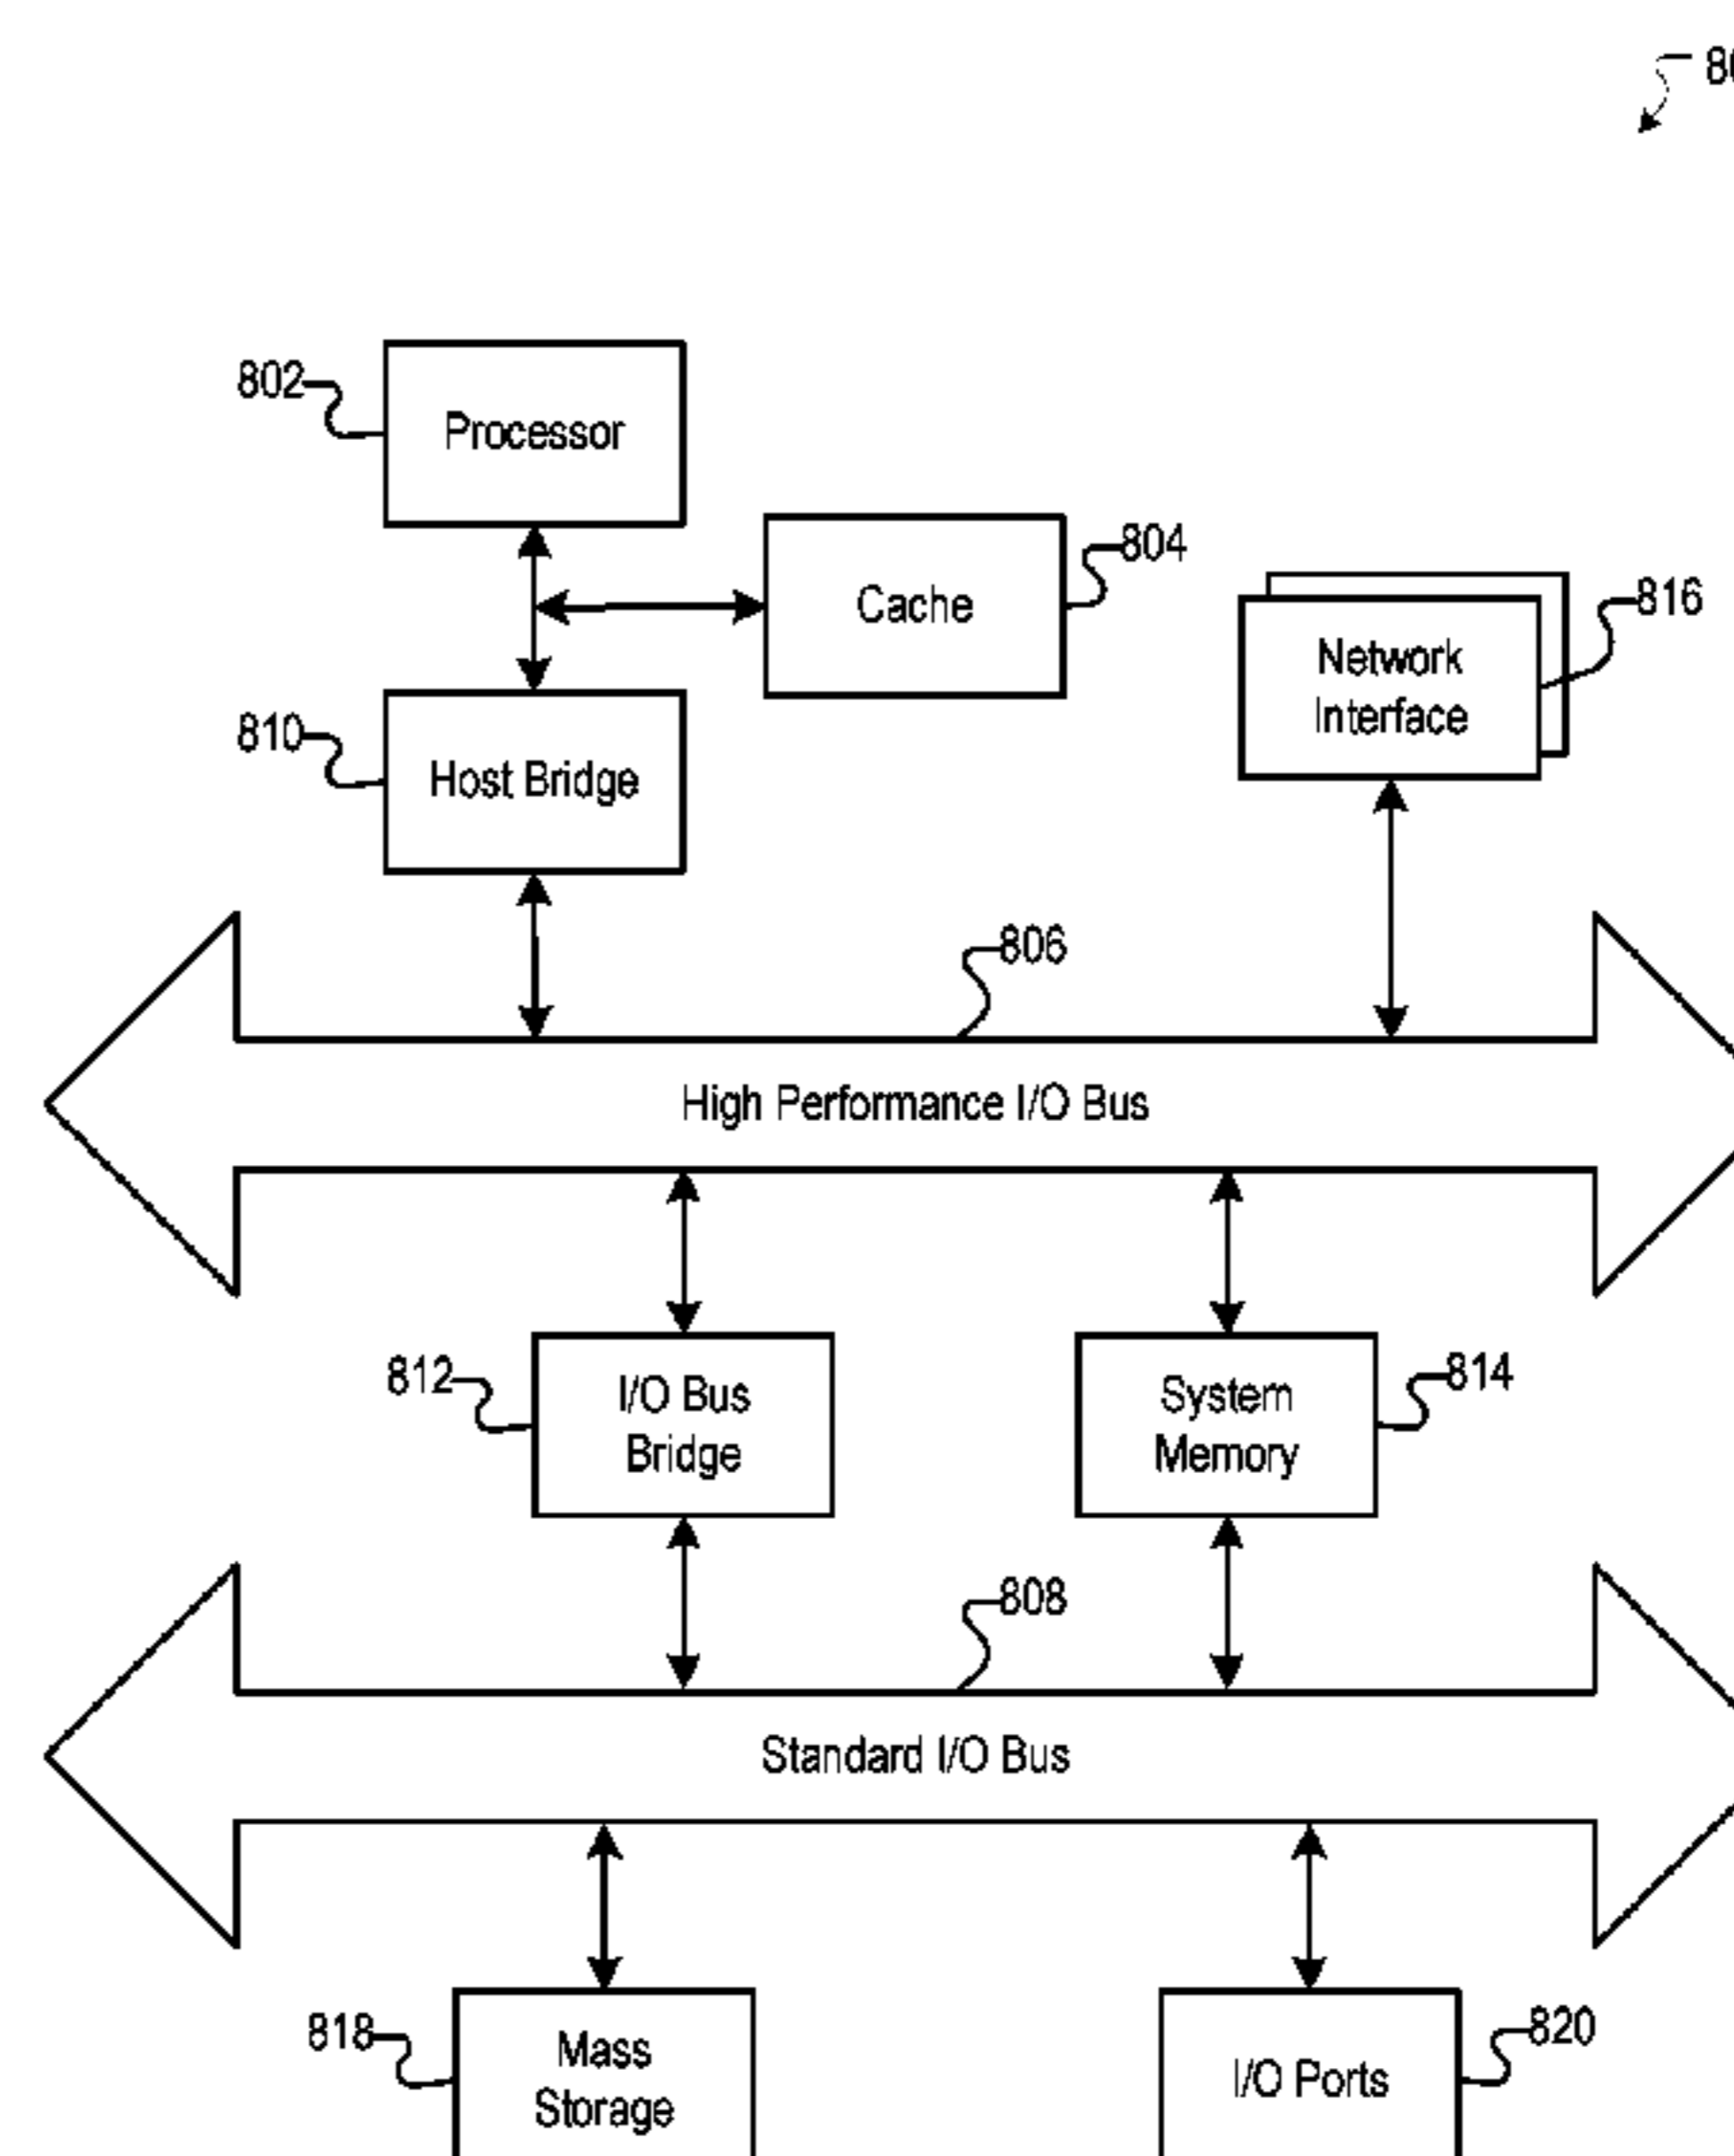 802
Processor
804
Cache
816
Network
Interface
810
Host Bridge
806
High Performance I/O Bus
812
I/O Bus
Bridge
814
System
Memory
808
Standard I/O Bus
818
Mass
Storage
820
I/O Ports